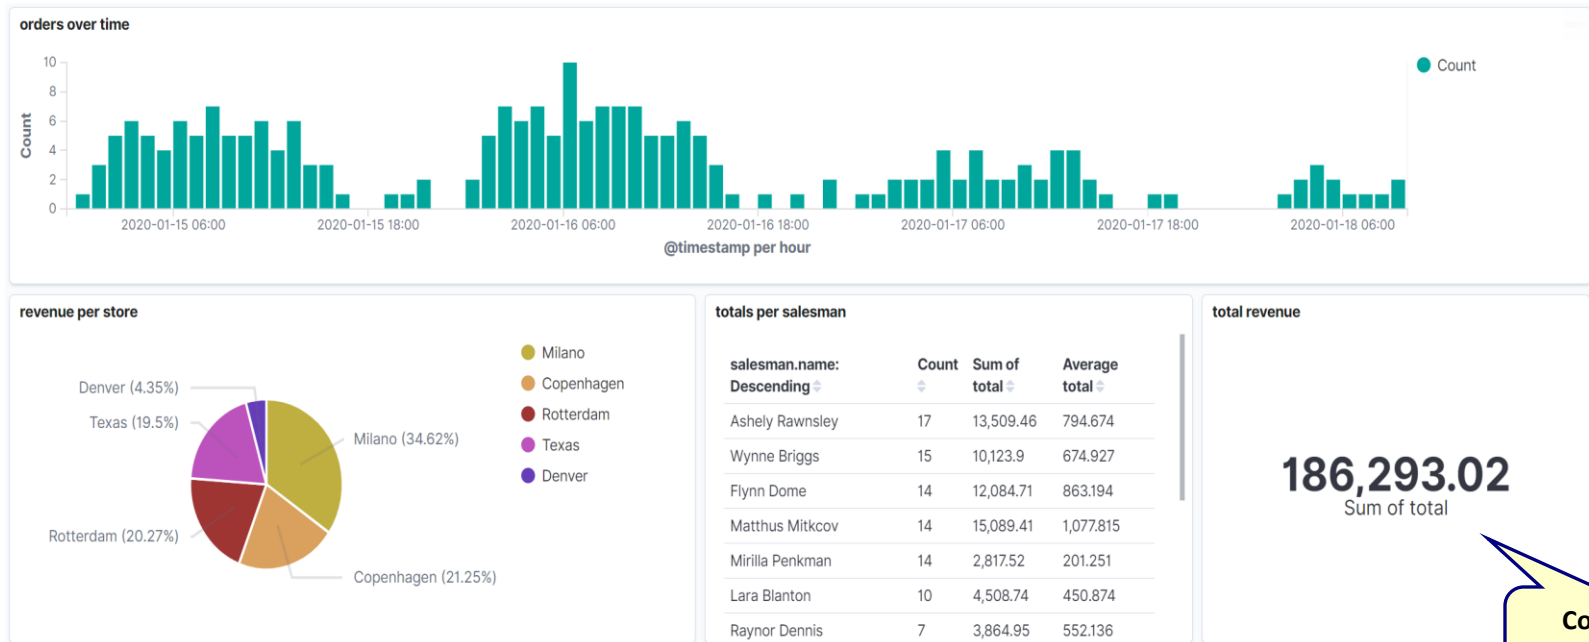 orders over time
10
8
6
4
2
0
Count
Count
2020-01-15 06:00
2020-01-15 18:00
2020-01-16 06:00
2020-01-16 18:00
2020-01-17 06:00
2020-01-17 18:00
2020-01-18 06:00
@timestamp per hour
revenue per store
Denver (4.35%)
Texas (19.5%)
Rotterdam (20.27%)
Milano (34.62%)
Copenhagen (21.25%)
Milano
Copenhagen
Rotterdam
Texas
Denver
totals per salesman
salesman.name: Count Sum of Average
Descending total total
Ashely Rawnsley 17 13,509.46 794.674
Wynne Briggs 15 10,123.9 674.927
Flynn Dome 14 12,084.71 863.194
Matthus Mitkcov 14 15,089.41 1,077.815
Mirilla Penkman 14 2,817.52 201.251
Lara Blanton 10 4,508.74 450.874
Raynor Dennis 7 3,864.95 552.136
total revenue
186,293.02
Sum of total